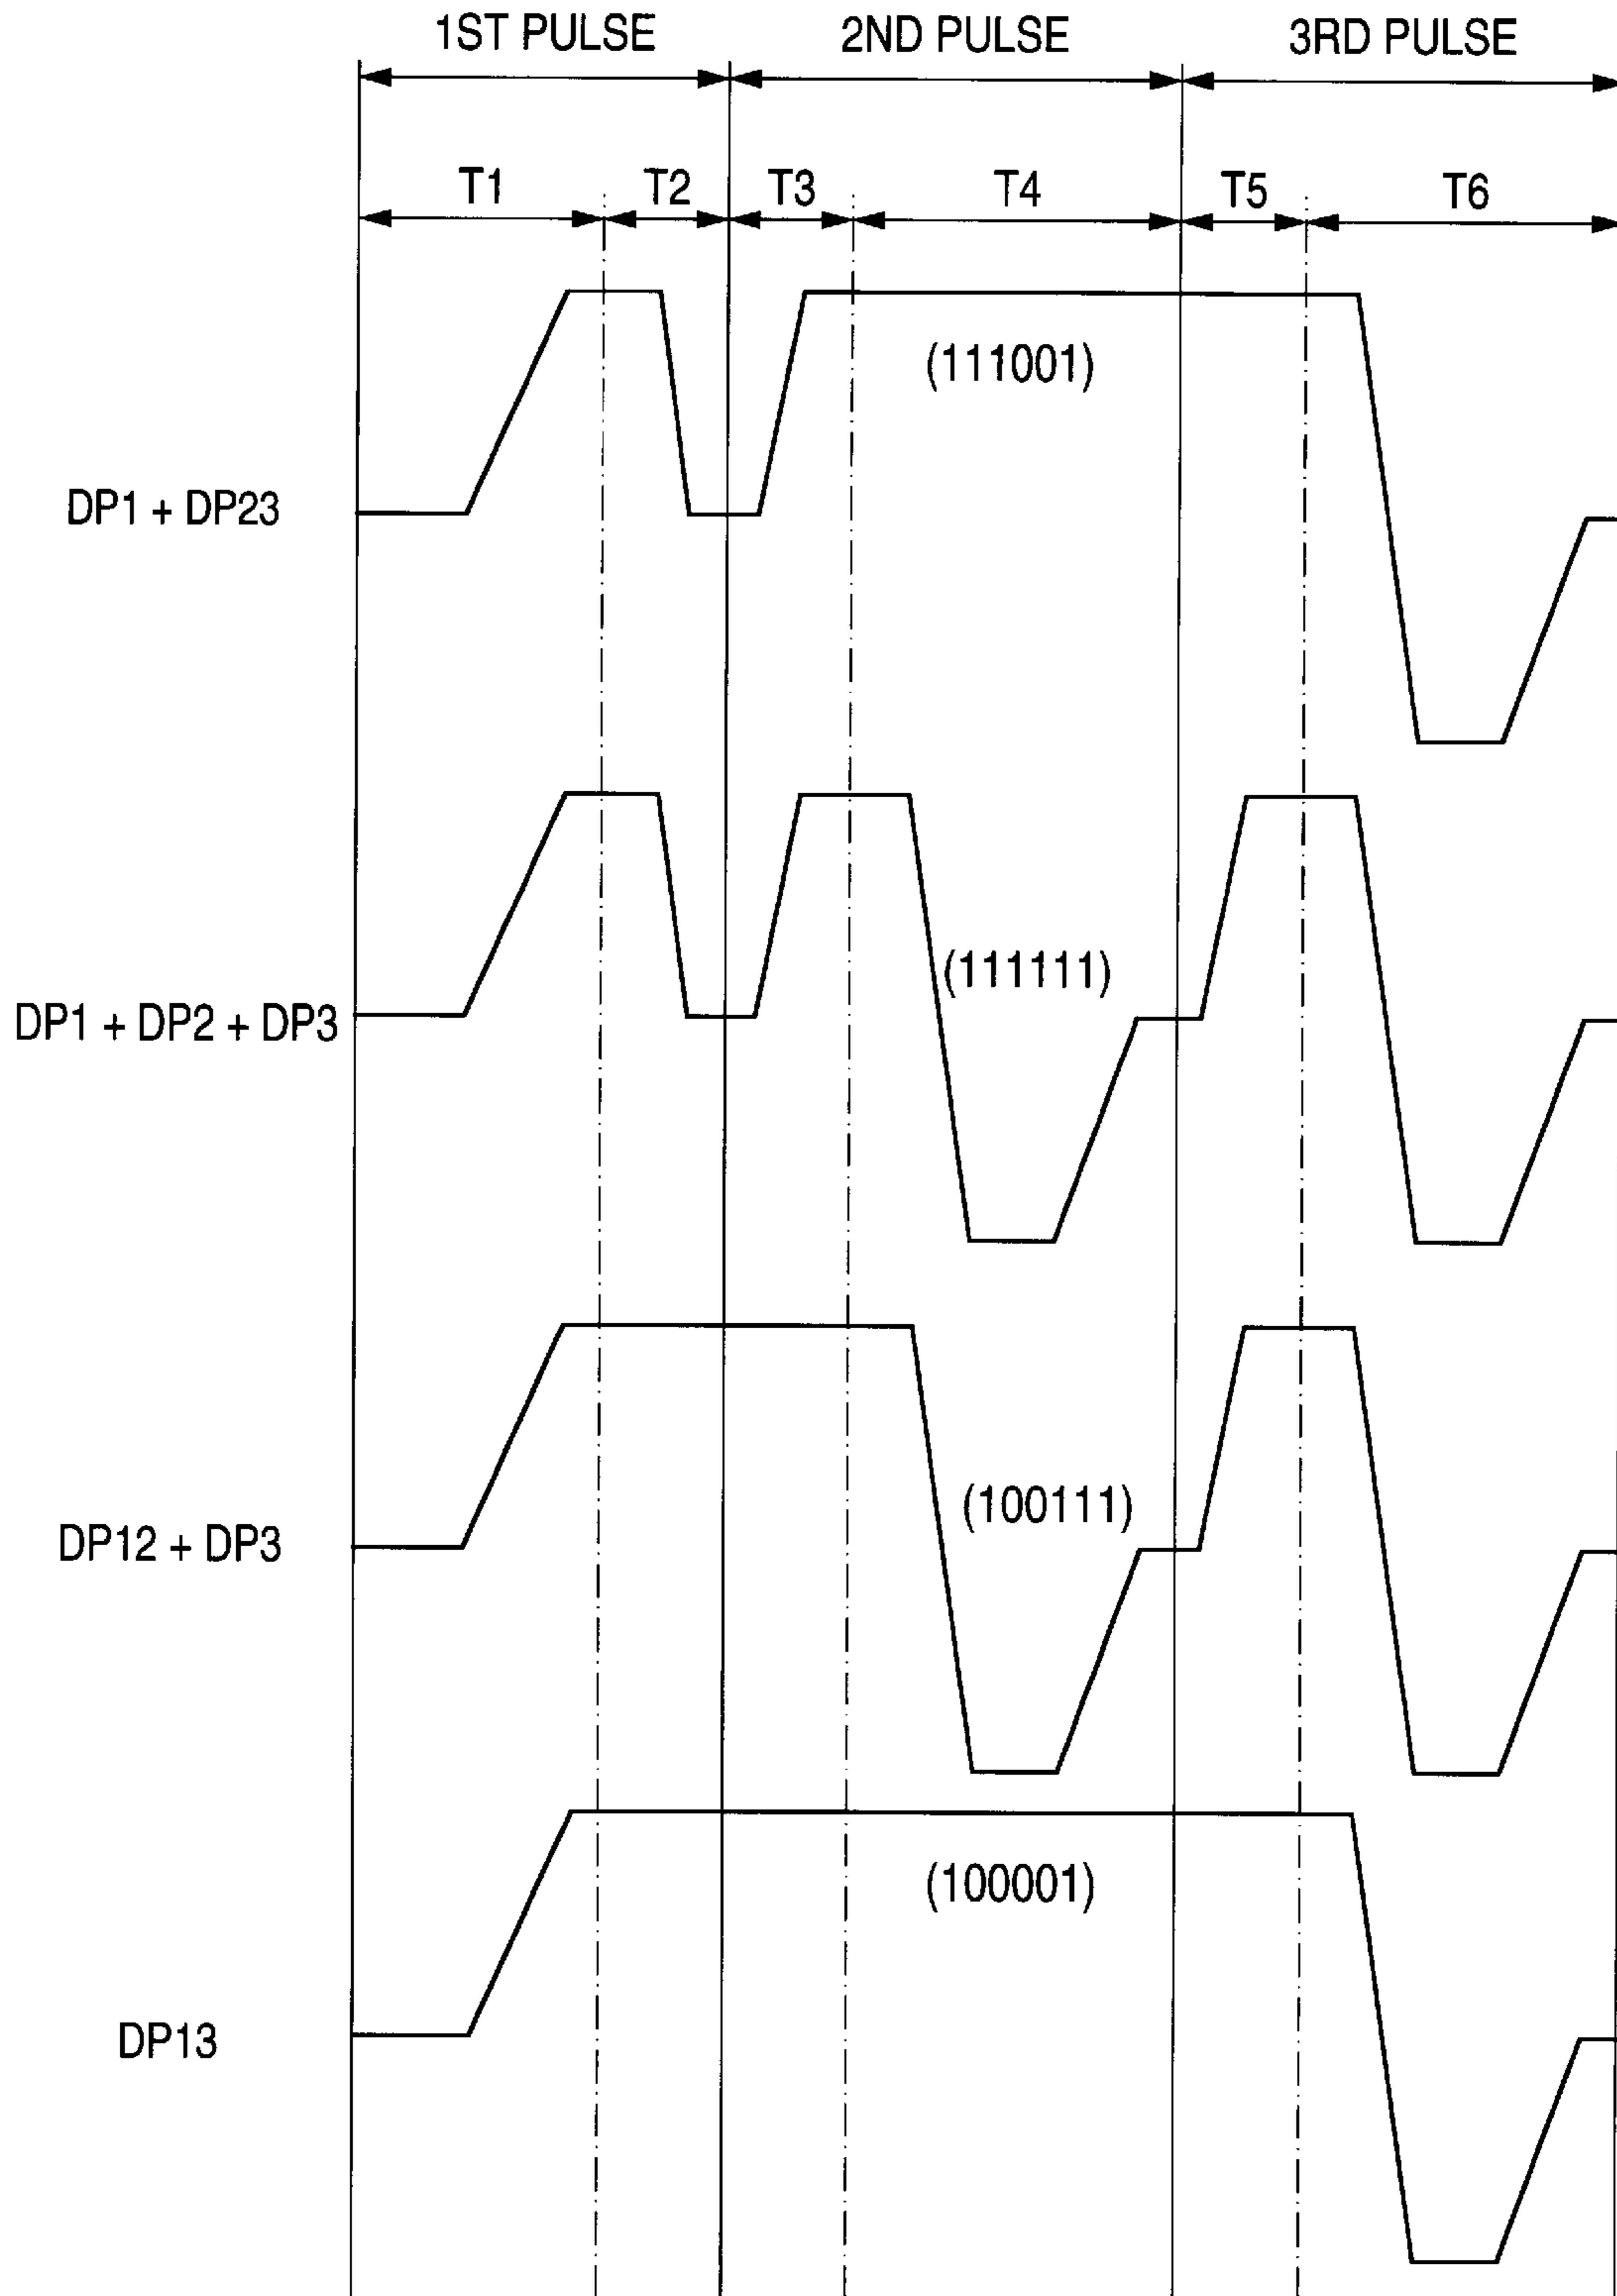 1ST PULSE 2ND PULSE 3RD PULSE
T1 T2 T3 T4 T5 T6
(111001)
DP1 + DP23
(111111)
DP1 + DP2 + DP3
(100111)
DP12 + DP3
(100001)
DP13